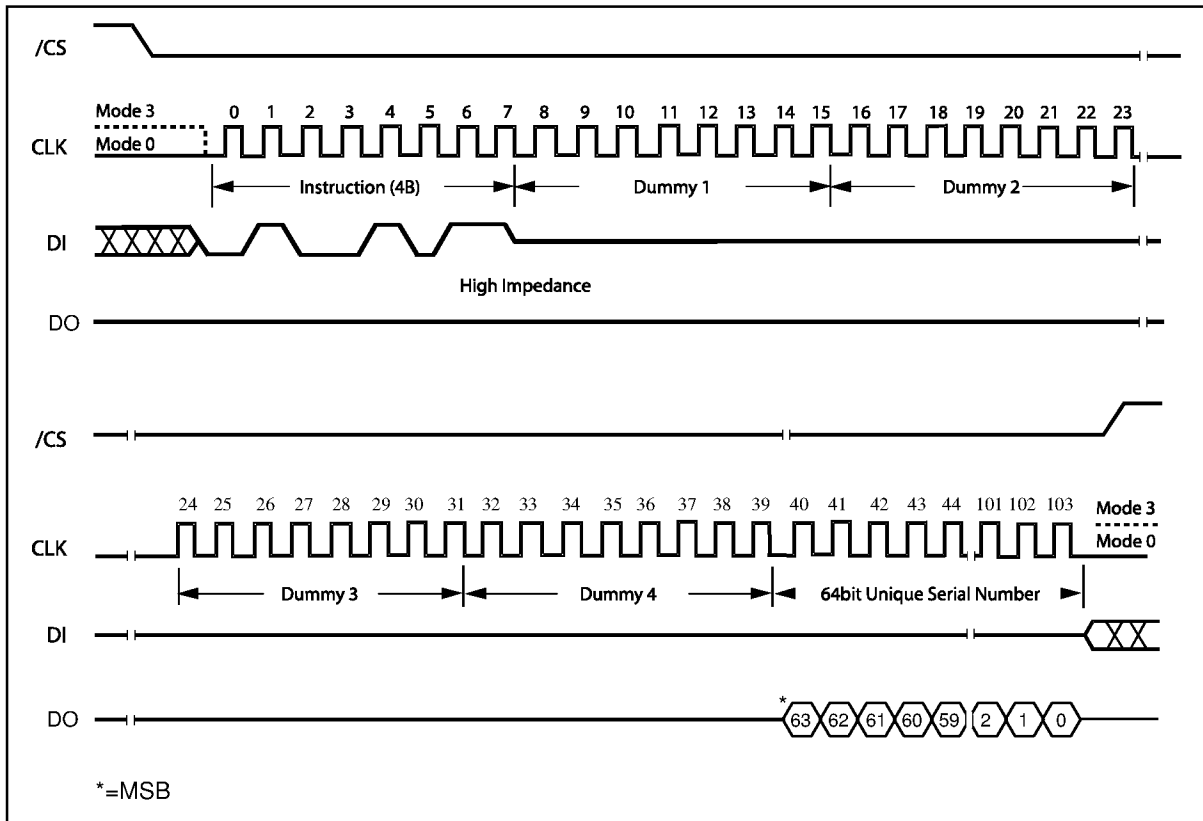 /CS
Mode 3
0 1 2 3 4 5 6 7 8 9 10 11 12 13 14 15 16 17 18 19 20 21 22 23
CLK
Mode 0
Instruction (4B) Dummy 1 Dummy 2
DI
High Impedance
DO
/CS
24 25 26 27 28 29 30 31 32 33 34 35 36 37 38 39 40 41 42 43 44 101 102 103
Mode 3
CLK
Mode 0
Dummy 3 Dummy 4 64bit Unique Serial Number
DI
*
DO 63 62 61 60 59 2 1 0
*=MSB